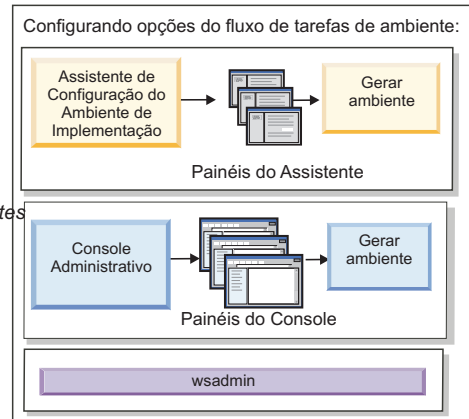 Configurando opções do fluxo de tarefas de ambiente:
Assistente de
Configuração do
Ambiente de
Implementação
Gerar
ambiente
Painéis do Assistente
tes
Console
Administrativo
Gerar
ambiente
Painéis do Console
wsadmin